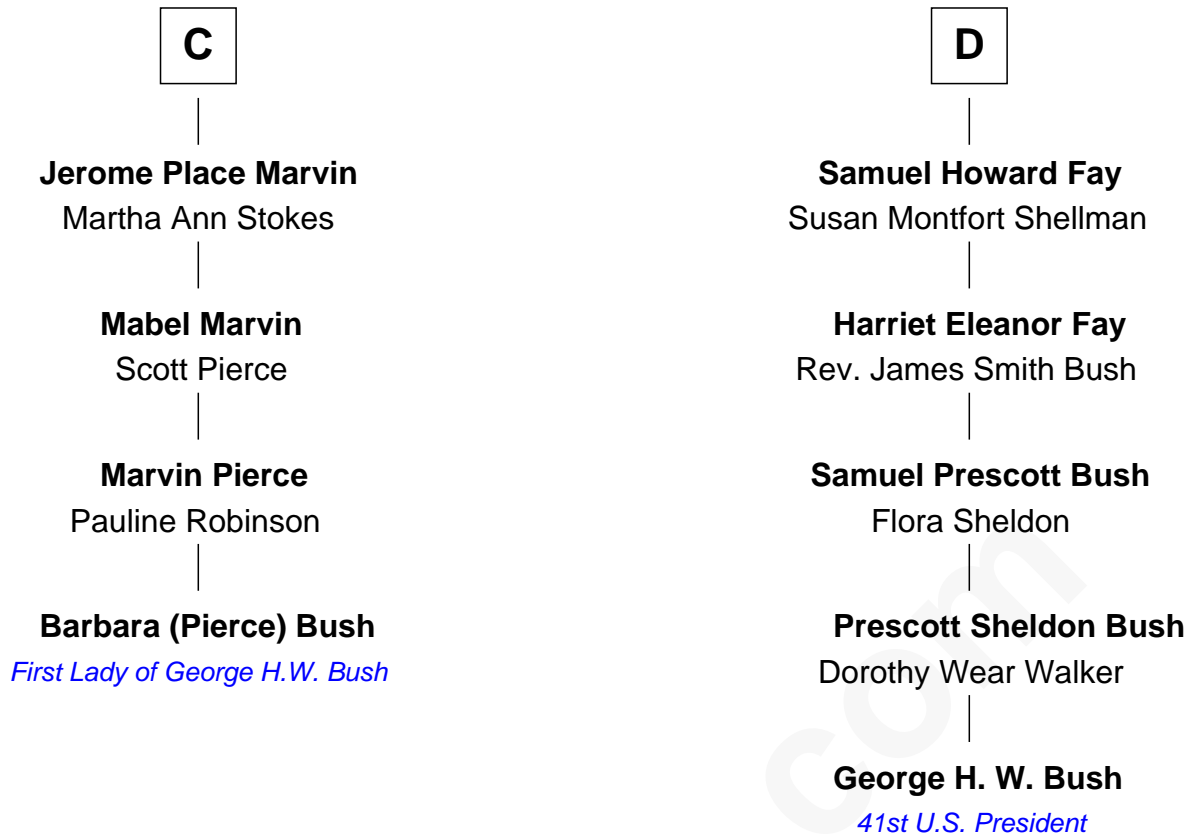 C
Jerome Place Marvin
Martha Ann Stokes
Mabel Marvin
Scott Pierce
Marvin Pierce
Pauline Robinson
Barbara (Pierce) Bush
First Lady of George H.W. Bush
D
Samuel Howard Fay
Susan Montfort Shellman
Harriet Eleanor Fay
Rev. James Smith Bush
Samuel Prescott Bush
Flora Sheldon
Prescott Sheldon Bush
Dorothy Wear Walker
George H. W. Bush
41st U.S. President
com